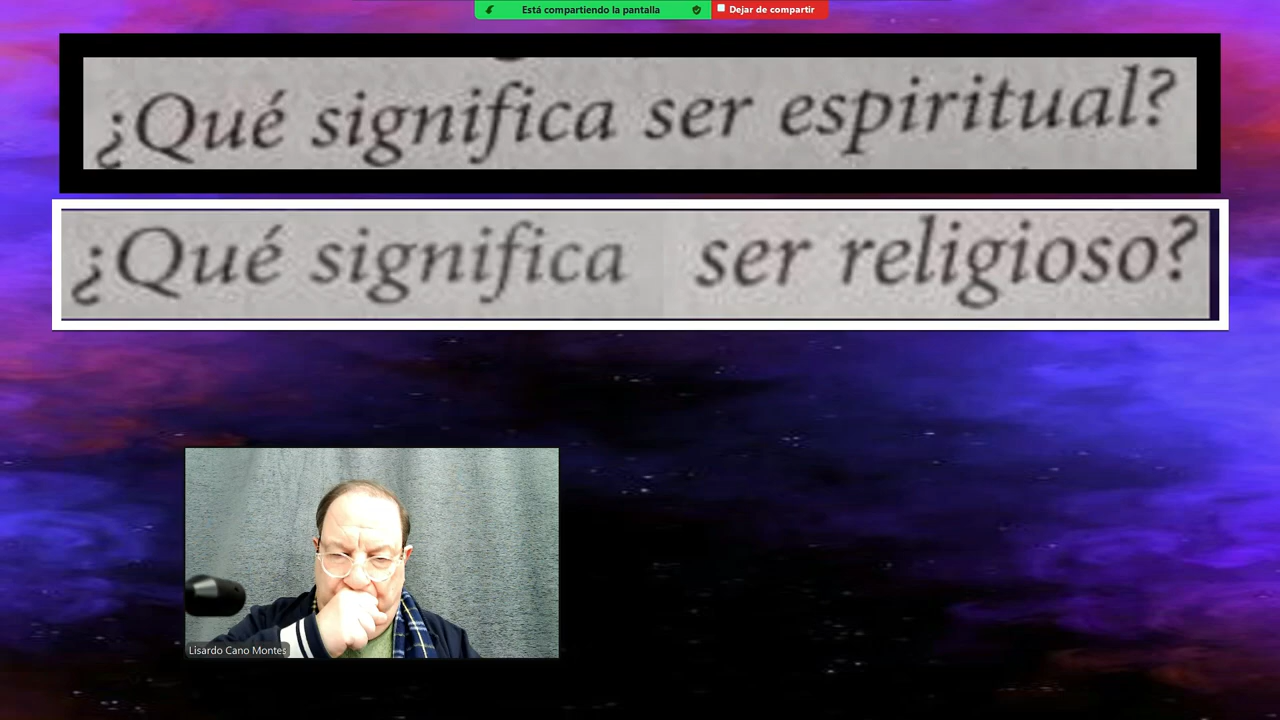 Está compartiendo la pantalla
Dejar de compartir
¿Qué significa ser espiritual?
¿Qué significa ser religioso?
Lisardo Cano Montes